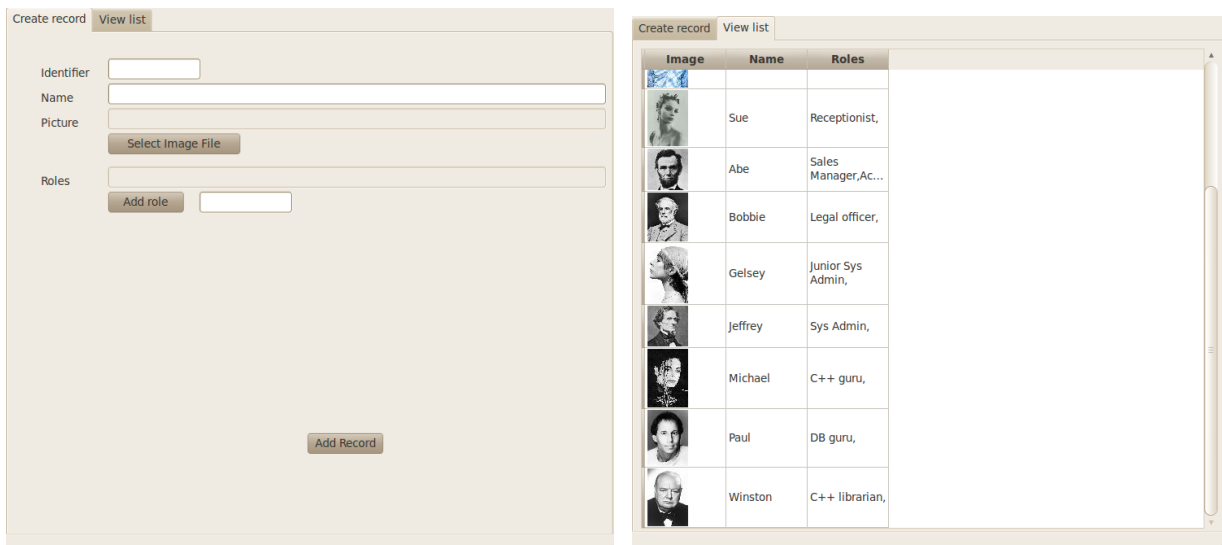 Create record View list
Identifier
Name
Picture
Select Image File
Roles
Add role
Add Record
Create record View list
Image Name Roles
Sue Receptionist,
Abe Sales
Manager,Ac...
Bobbie Legal officer,
Gelsey Junior Sys
Admin,
Jeffrey Sys Admin,
Michael C++ guru,
Paul DB guru,
Winston C++ librarian,